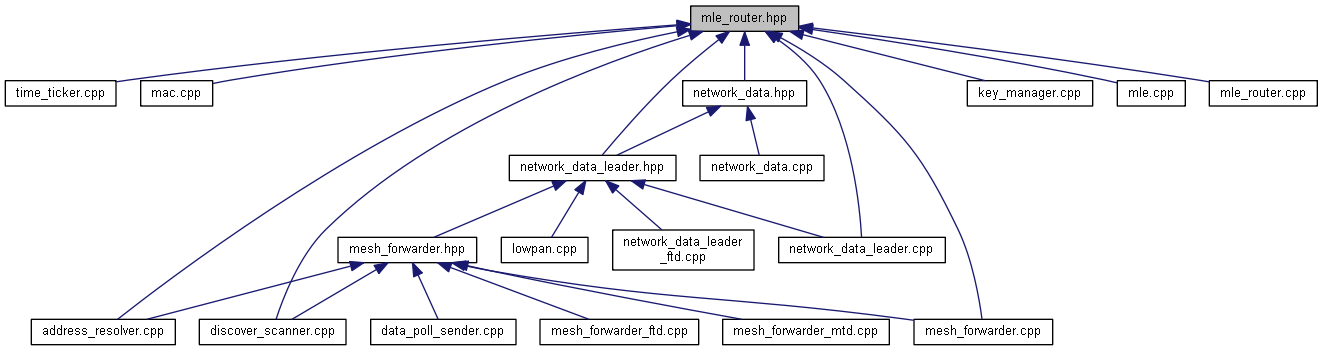 mle_router.hpp
time_ticker.cpp
mac.cpp
network_data.hpp
key_manager.cpp
mle.cpp
mle_router.cpp
network_data_leader.hpp
network_data.cpp
mesh_forwarder.hpp
lowpan.cpp
network_data_leader
_ftd.cpp
network_data_leader.cpp
address_resolver.cpp
discover_scanner.cpp
data_poll_sender.cpp
mesh_forwarder_ftd.cpp
mesh_forwarder_mtd.cpp
mesh_forwarder.cpp